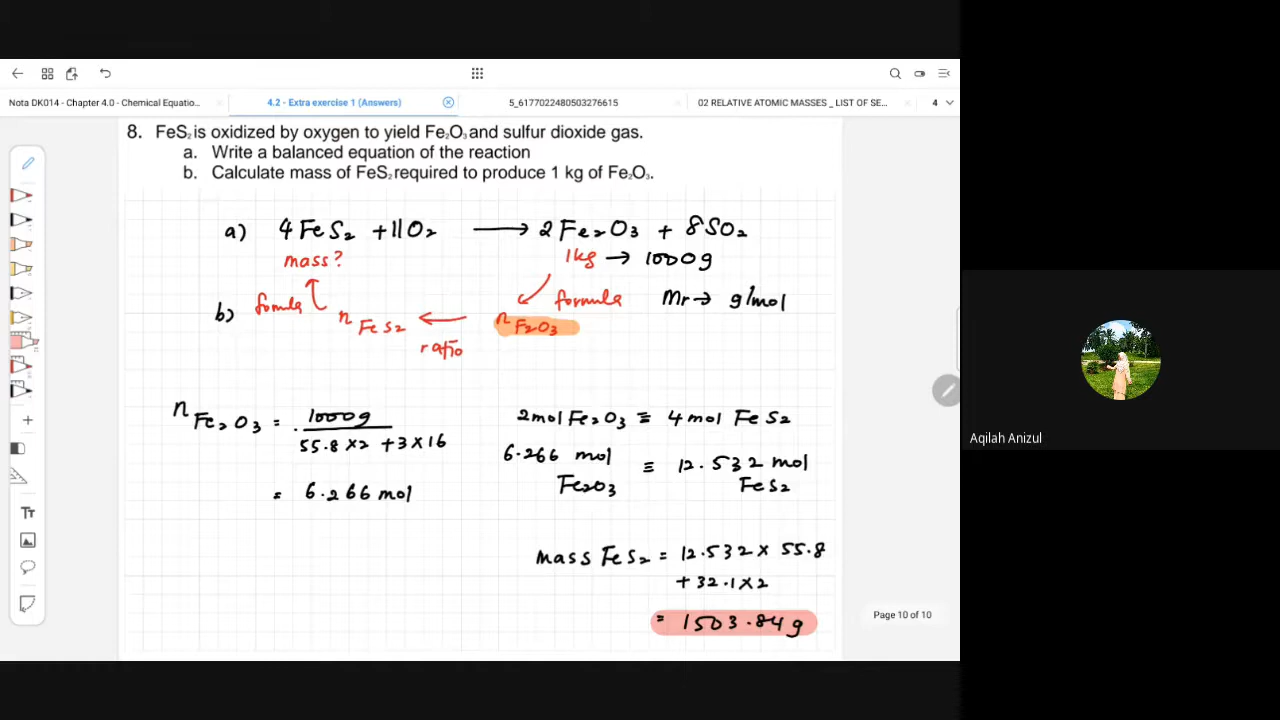 Nota DK014 - Chapter 4.0 - Chemical Equatio...
4.2 - Extra exercise 1 (Answers)
5_6177022480503276615
02 RELATIVE ATOMIC MASSES _ LIST OF SE...
4
8. FeS₂ is oxidized by oxygen to yield Fe₂O₃ and sulfur dioxide gas.
a. Write a balanced equation of the reaction
b. Calculate mass of FeS₂ required to produce 1 kg of Fe₂O₃.
a) 4FeS₂ + 11O₂ ⟶ 2Fe₂O₃ + 8SO₂
mass? 1kg → 1000g
b) formula n FeS₂ ← n F₂O₃ formula Mr → g/mol
ratio
n Fe₂O₃ = 1000g
55.8 × 2 + 3 × 16
= 6.266 mol
2mol Fe₂O₃ ≡ 4 mol FeS₂
6.266 mol ≡ 12.532 mol
Fe₂O₃ FeS₂
mass FeS₂ = 12.532 × 55.8
+ 32.1 × 2
= 1503.84g
Page 10 of 10
Tт
Aqilah Anizul